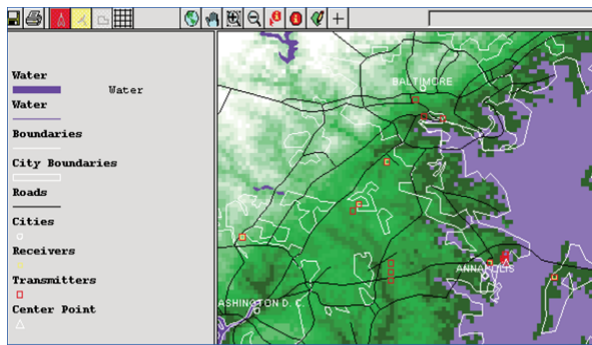 Water
Water
Water
Boundaries
City Boundaries
Roads
Cities
Receivers
Transmitters
Center Point
BALTIMORE
ANNAPOLIS
ASHINGTON D. C.